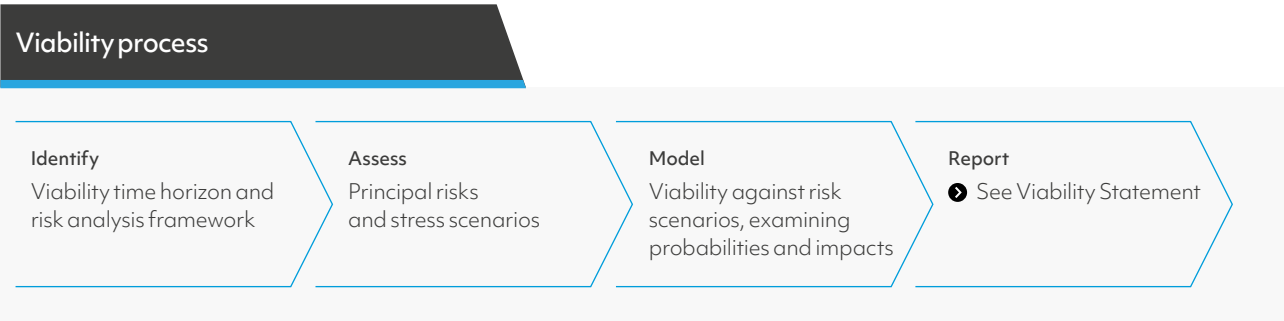 Viability process
Identify
Viability time horizon and
risk analysis framework
Assess
Principal risks
and stress scenarios
Model
Viability against risk
scenarios, examining
probabilities and impacts
Report
See Viability Statement